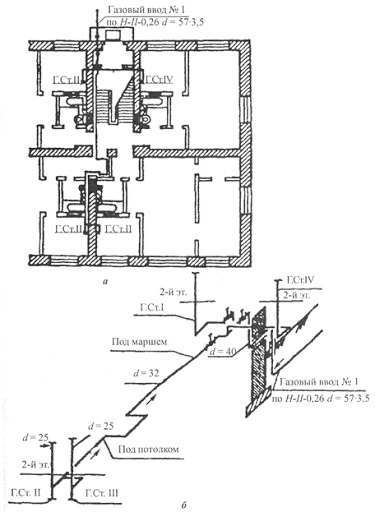 Газовый ввод № 1
по Н-II-0,26 d = 57·3,5
Г.Ст.II
Г.Ст.IV
Г.Ст.II
Г.Ст.II
а
Г.Ст.IV
2-й эт.
2-й эт.
Г.Ст.I
Под маршем
d = 40
d = 32
Газовый ввод № 1
по Н-II-0,26 d = 57·3,5
d = 25
d = 25
Под потолком
2-й эт.
Г.Ст. II
Г.Ст. III
б